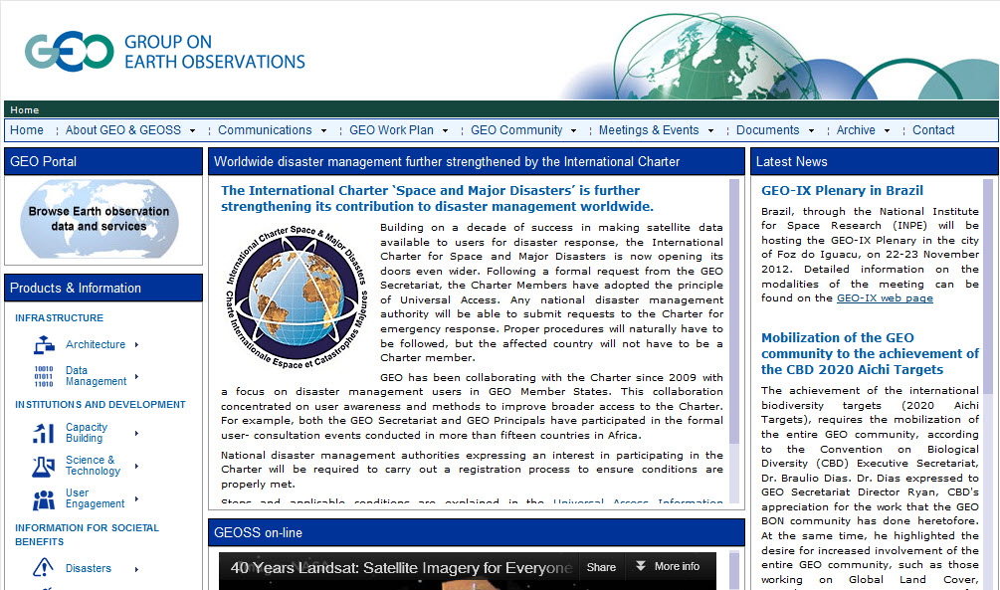 GEO GROUP ON
EARTH OBSERVATIONS
Home
Home
About GEO & GEOSS
Communications
GEO Work Plan
GEO Community
Meetings & Events
Documents
Archive
Contact
GEO Portal
Browse Earth observation
data and services
Products & Information
INFRASTRUCTURE
Architecture
10010
01011
10110
Data
Management
INSTITUTIONS AND DEVELOPMENT
Capacity
Building
Science &
Technology
User
Engagement
INFORMATION FOR SOCIETAL
BENEFITS
Disasters
Worldwide disaster management further strengthened by the International Charter
The International Charter ‘Space and Major Disasters’ is further
strengthening its contribution to disaster management worldwide.
International Charter Space & Major Disasters
Charte Internationale Espace et Catastrophes Majeures
Building on a decade of success in making satellite data
available to users for disaster response, the International
Charter for Space and Major Disasters is now opening its
doors even wider. Following a formal request from the GEO
Secretariat, the Charter Members have adopted the principle
of Universal Access. Any national disaster management
authority will be able to submit requests to the Charter for
emergency response. Proper procedures will naturally have to
be followed, but the affected country will not have to be a
Charter member.
GEO has been collaborating with the Charter since 2009 with
a focus on disaster management users in GEO Member States. This collaboration
concentrated on user awareness and methods to improve broader access to the Charter.
For example, both the GEO Secretariat and GEO Principals have participated in the formal
user- consultation events conducted in more than fifteen countries in Africa.
National disaster management authorities expressing an interest in participating in the
Charter will be required to carry out a registration process to ensure conditions are
properly met.
Steps and applicable conditions are explained in the Universal Access Information
GEOSS on-line
40 Years Landsat: Satellite Imagery for Everyone
Share
More info
Latest News
GEO-IX Plenary in Brazil
Brazil, through the National Institute
for Space Research (INPE) will be
hosting the GEO-IX Plenary in the city
of Foz do Iguacu, on 22-23 November
2012. Detailed information on the
modalities of the meeting can be
found on the GEO-IX web page
Mobilization of the GEO
community to the achievement of
the CBD 2020 Aichi Targets
The achievement of the international
biodiversity targets (2020 Aichi
Targets), requires the mobilization of
the entire GEO community, according
to the Convention on Biological
Diversity (CBD) Executive Secretariat,
Dr. Braulio Dias. Dr. Dias expressed to
GEO Secretariat Director Ryan, CBD's
appreciation for the work that the GEO
BON community has done heretofore.
At the same time, he highlighted the
desire for increased involvement of the
entire GEO community, such as those
working on Global Land Cover,